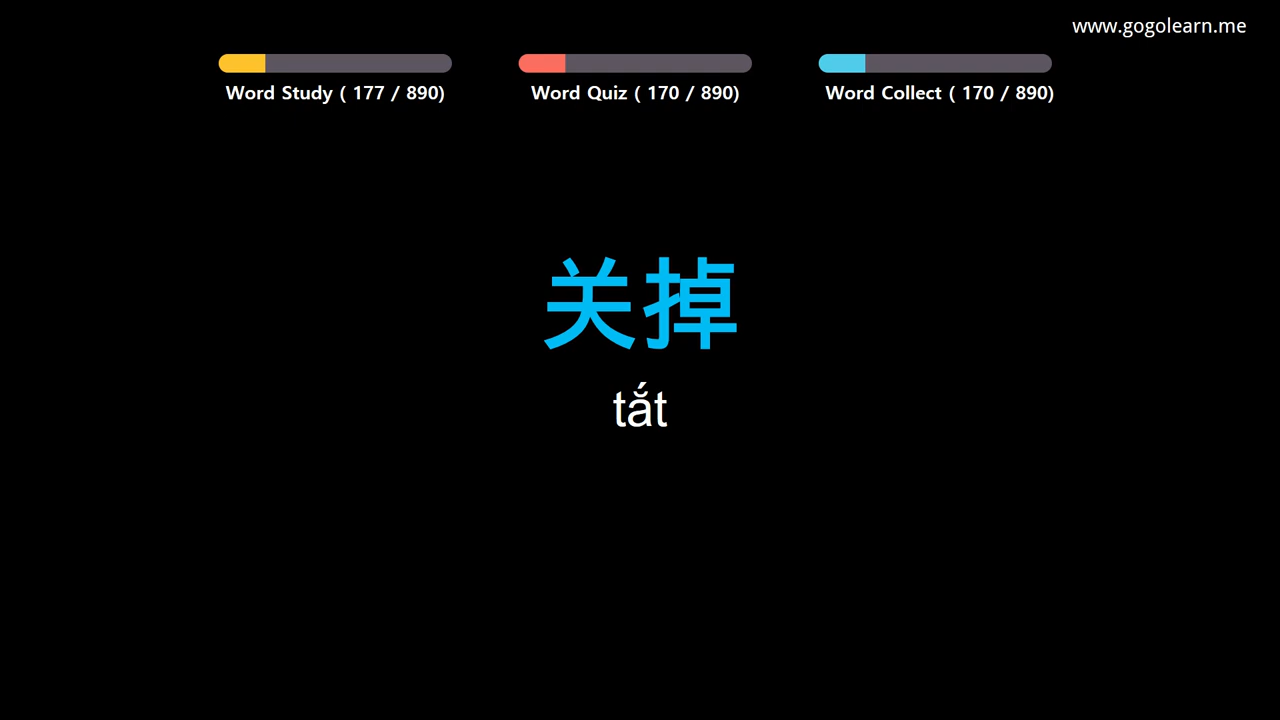 www.gogolearn.me
Word Study ( 177 / 890)
Word Quiz ( 170 / 890)
Word Collect ( 170 / 890)
关掉
tắt